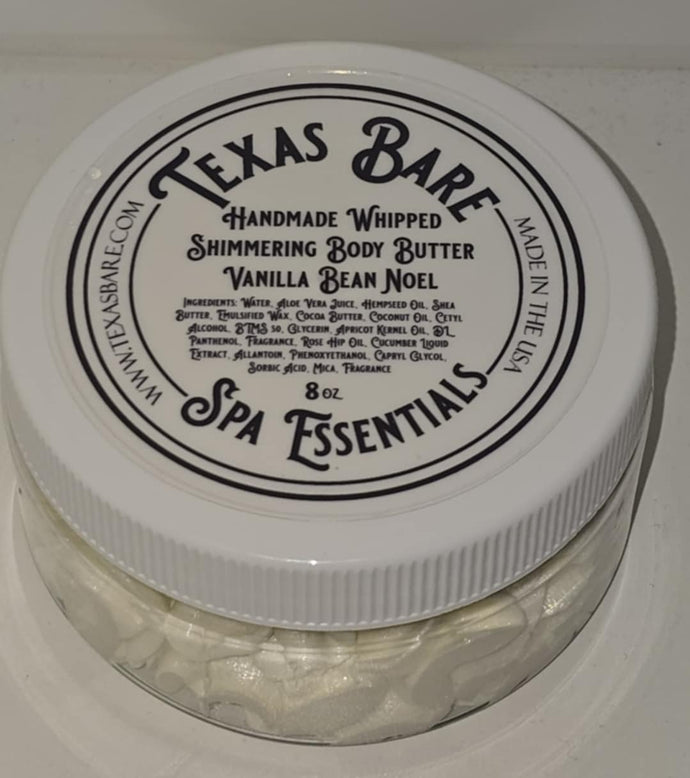 Texas Bare
Handmade Whipped
Shimmering Body Butter
Vanilla Bean Noel
Ingredients: Water, Aloe Vera Juice, Hempseed Oil, Shea
Butter, Emulsified Wax, Cocoa Butter, Coconut Oil, Cetyl
Alcohol, BTMS 50, Glycerin, Apricot Kernel Oil, DL
Panthenol, Fragrance, Rose Hip Oil, Cucumber Liquid
Extract, Allantoin, Phenoxyethanol, Capryl Glycol,
Sorbic Acid, Mica, Fragrance
8 oz
Spa Essentials
WWW.TEXASBARE.COM
MADE IN THE USA